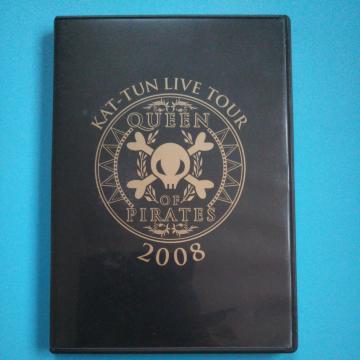 KAT-TUN LIVE TOUR
QUEEN
OF
PIRATES
2008